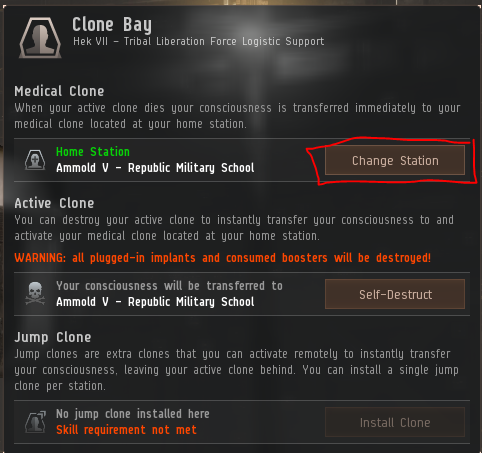 Clone Bay
Hek VII - Tribal Liberation Force Logistic Support
Medical Clone
When your active clone dies your consciousness is transferred immediately to your
medical clone located at your home station.
Home Station
Ammold V - Republic Military School
Change Station
Active Clone
You can destroy your active clone to instantly transfer your consciousness to and
activate your medical clone located at your home station.
WARNING: all plugged-in implants and consumed boosters will be destroyed!
Your consciousness will be transferred to
Ammold V - Republic Military School
Self-Destruct
Jump Clone
Jump clones are extra clones that you can activate remotely to instantly transfer
your consciousness, leaving your active clone behind. You can install a single jump
clone per station.
No jump clone installed here
Skill requirement not met
Install Clone